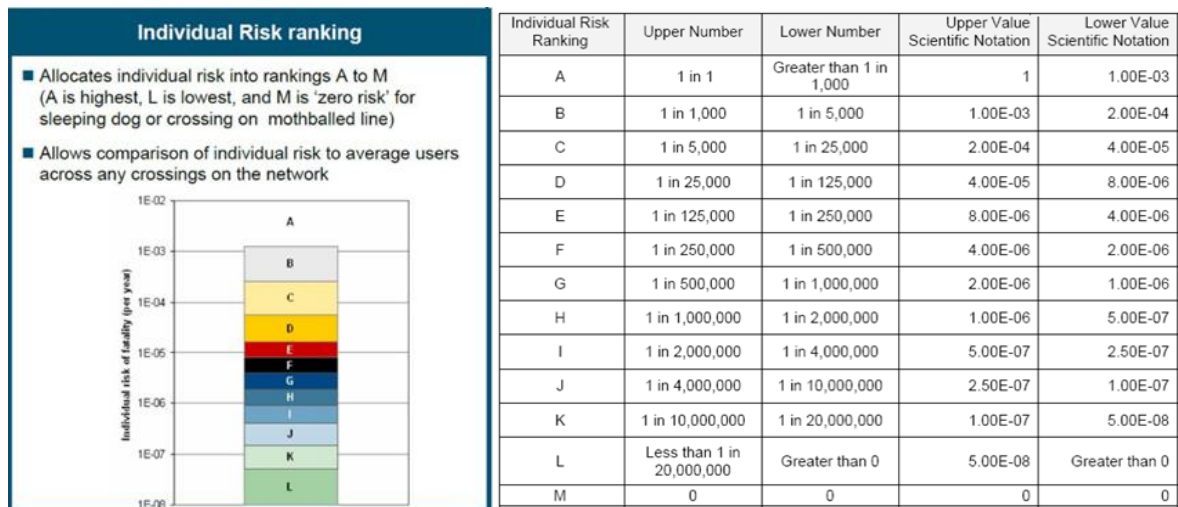 Individual Risk ranking
Allocates individual risk into rankings A to M
(A is highest, L is lowest, and M is 'zero risk' for
sleeping dog or crossing on mothballed line)
Allows comparison of individual risk to average users
across any crossings on the network
Individual risk of fatality (per year)
1E-02
1E-03
1E-04
1E-05
1E-06
1E-07
1E-08
A
B
C
D
E
F
G
H
I
J
K
L
Individual Risk Ranking Upper Number Lower Number Upper Value Scientific Notation Lower Value Scientific Notation
A 1 in 1 Greater than 1 in 1,000 1 1.00E-03
B 1 in 1,000 1 in 5,000 1.00E-03 2.00E-04
C 1 in 5,000 1 in 25,000 2.00E-04 4.00E-05
D 1 in 25,000 1 in 125,000 4.00E-05 8.00E-06
E 1 in 125,000 1 in 250,000 8.00E-06 4.00E-06
F 1 in 250,000 1 in 500,000 4.00E-06 2.00E-06
G 1 in 500,000 1 in 1,000,000 2.00E-06 1.00E-06
H 1 in 1,000,000 1 in 2,000,000 1.00E-06 5.00E-07
I 1 in 2,000,000 1 in 4,000,000 5.00E-07 2.50E-07
J 1 in 4,000,000 1 in 10,000,000 2.50E-07 1.00E-07
K 1 in 10,000,000 1 in 20,000,000 1.00E-07 5.00E-08
L Less than 1 in 20,000,000 Greater than 0 5.00E-08 Greater than 0
M 0 0 0 0